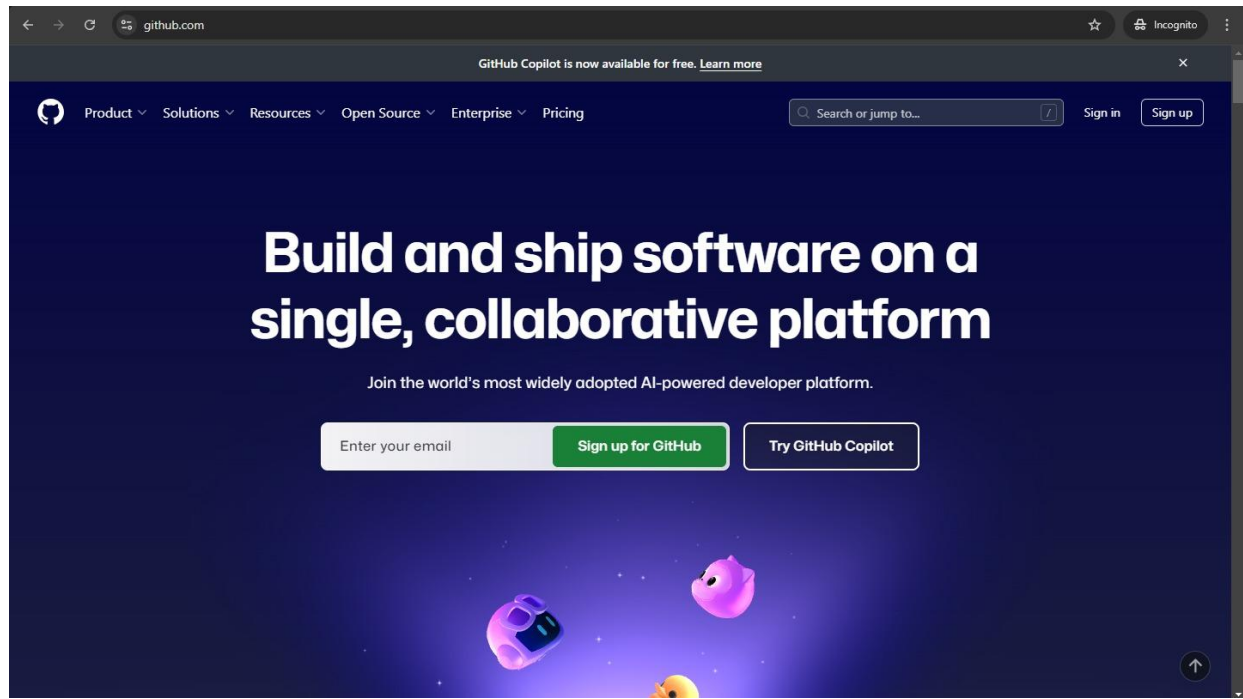 github.com
Incognito
GitHub Copilot is now available for free. Learn more
Product Solutions Resources Open Source Enterprise Pricing Search or jump to... / Sign in Sign up
Build and ship software on a
single, collaborative platform
Join the world's most widely adopted AI-powered developer platform.
Enter your email Sign up for GitHub Try GitHub Copilot